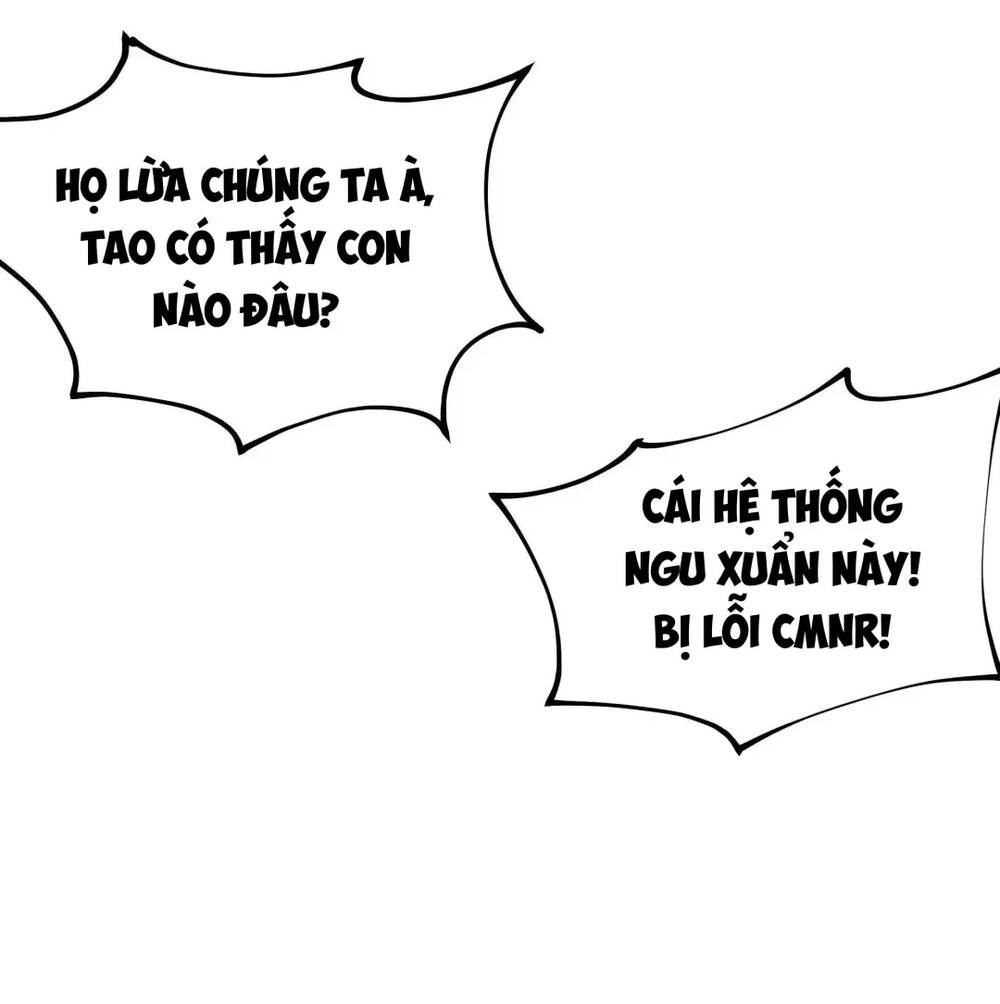 HỌ LỪA CHÚNG TA À,
TAO CÓ THẤY CON
NÀO ĐÂU?
CÁI HỆ THỐNG
NGU XUẨN NÀY!
BỊ LỖI CMNR!